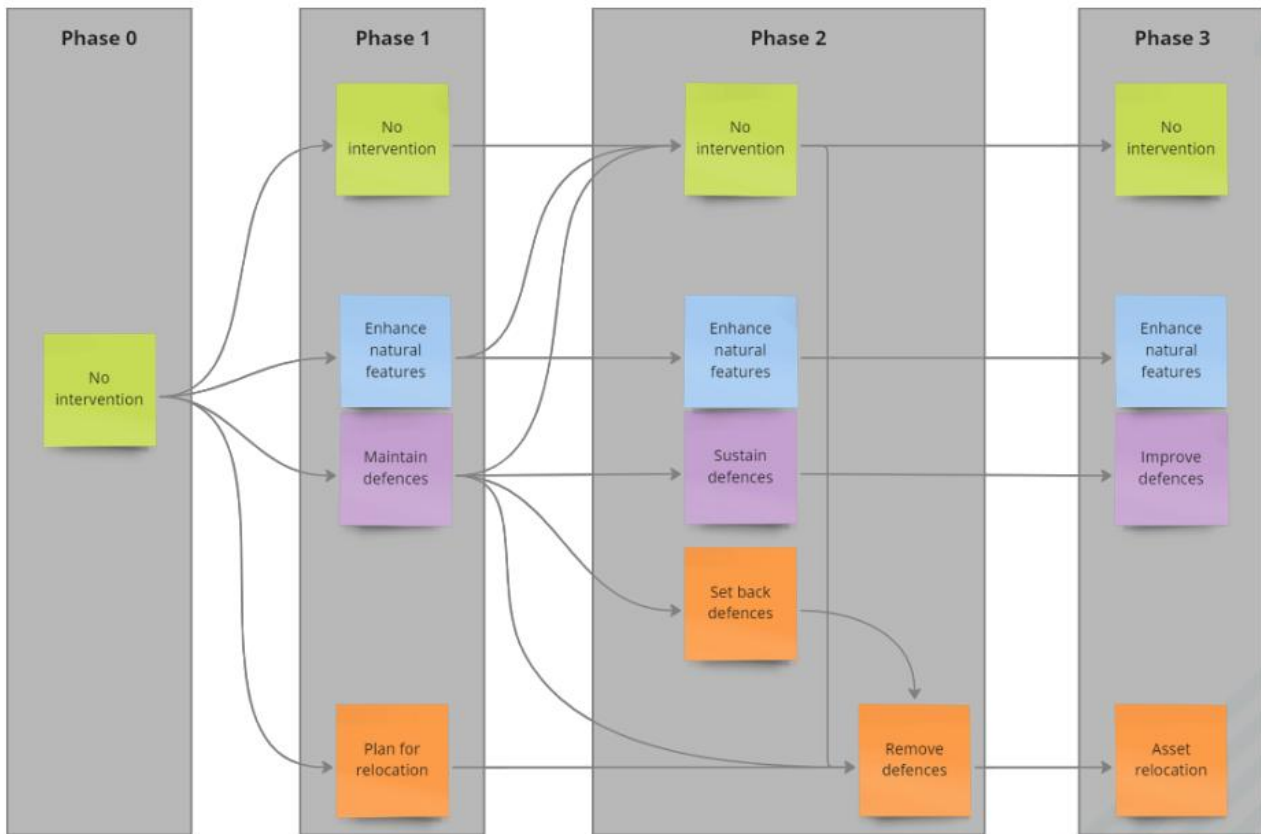 Phase 0
Phase 1
Phase 2
Phase 3
No
intervention
No
intervention
Enhance
natural
features
Maintain
defences
Plan for
relocation
No
intervention
Enhance
natural
features
Sustain
defences
Set back
defences
Remove
defences
No
intervention
Enhance
natural
features
Improve
defences
Asset
relocation